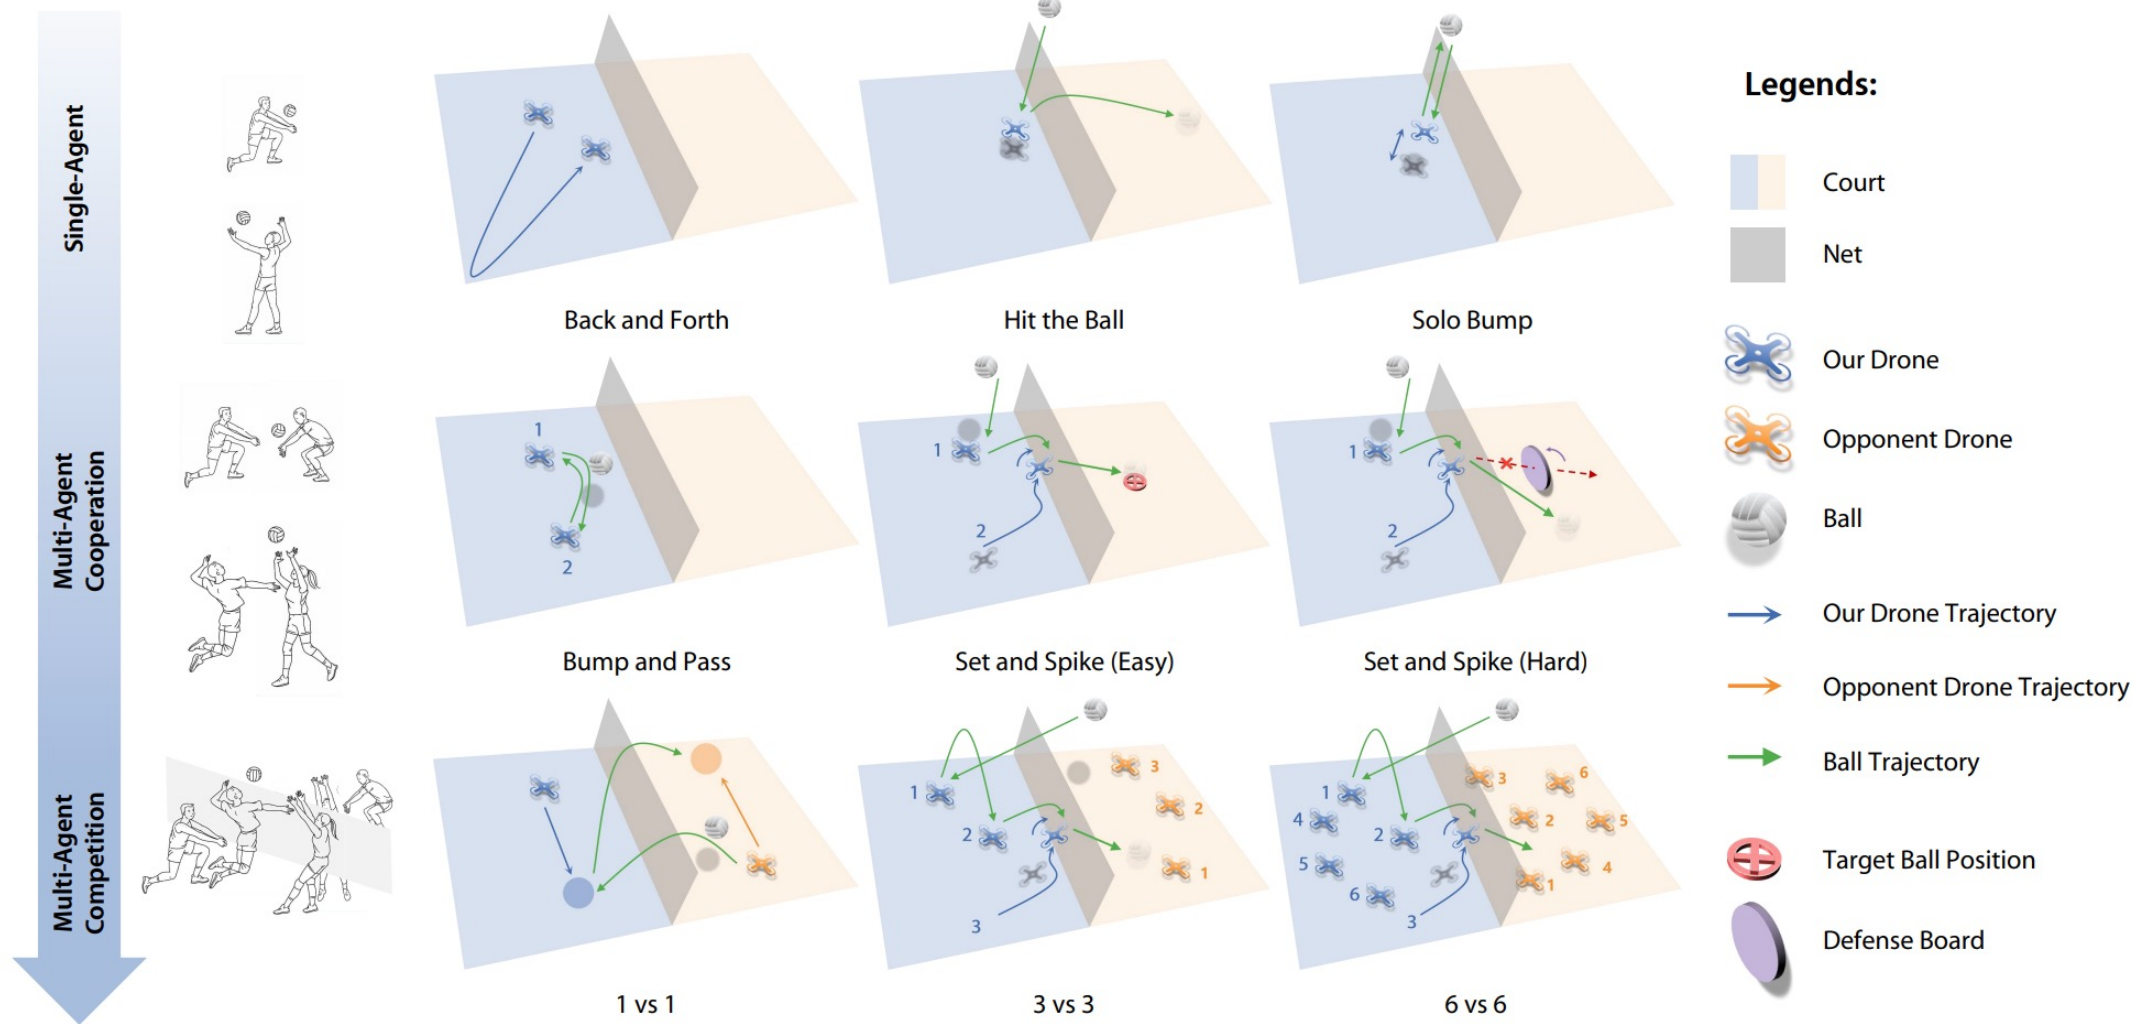 Single-Agent
Back and Forth
Hit the Ball
Solo Bump
Multi-Agent
Cooperation
1
2
Bump and Pass
1
2
Set and Spike (Easy)
1
2
Set and Spike (Hard)
Multi-Agent
Competition
1 vs 1
1
2
3
3
2
1
3 vs 3
1
4
2
5
6
3
3
6
2
5
4
1
6 vs 6
Legends:
Court
Net
Our Drone
Opponent Drone
Ball
Our Drone Trajectory
Opponent Drone Trajectory
Ball Trajectory
Target Ball Position
Defense Board